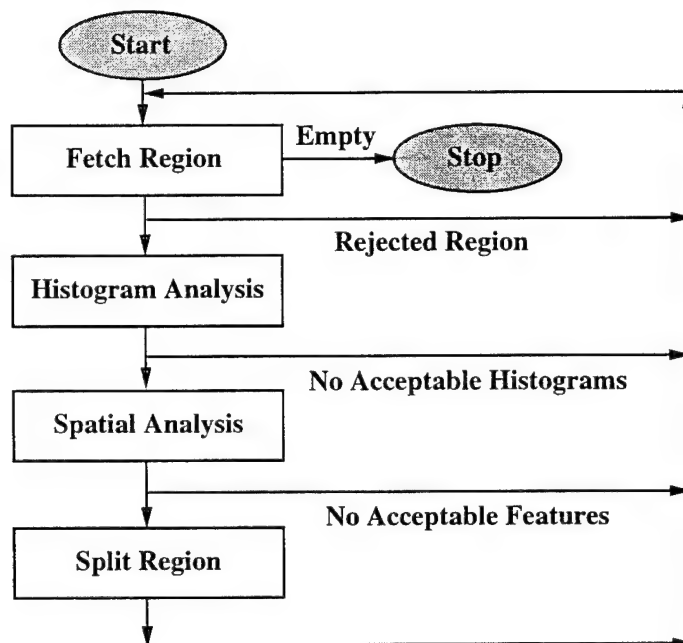 Start
Fetch Region
Empty
Stop
Rejected Region
Histogram Analysis
No Acceptable Histograms
Spatial Analysis
No Acceptable Features
Split Region